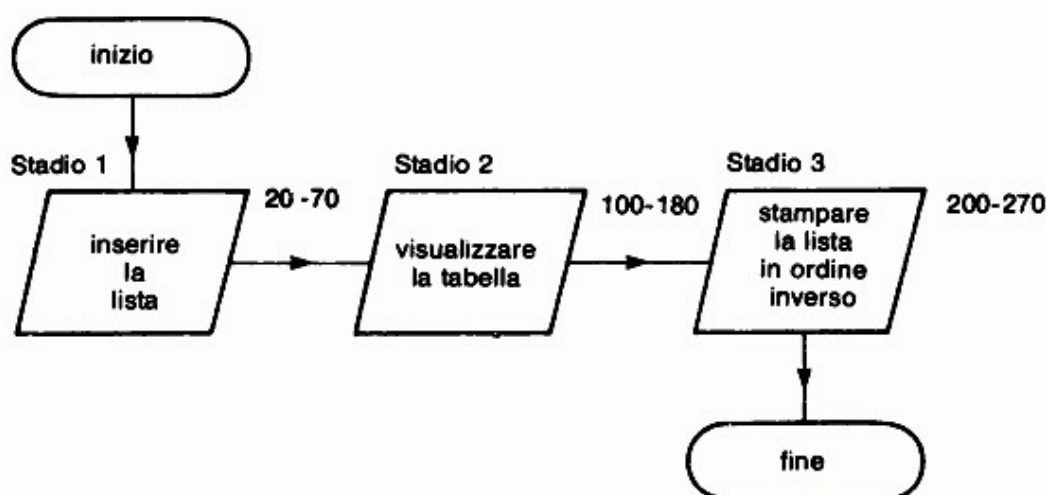 inizio
Stadio 1
20-70
inserire
la
lista
Stadio 2
100-180
visualizzare
la tabella
Stadio 3
200-270
stampare
la lista
in ordine
inverso
fine